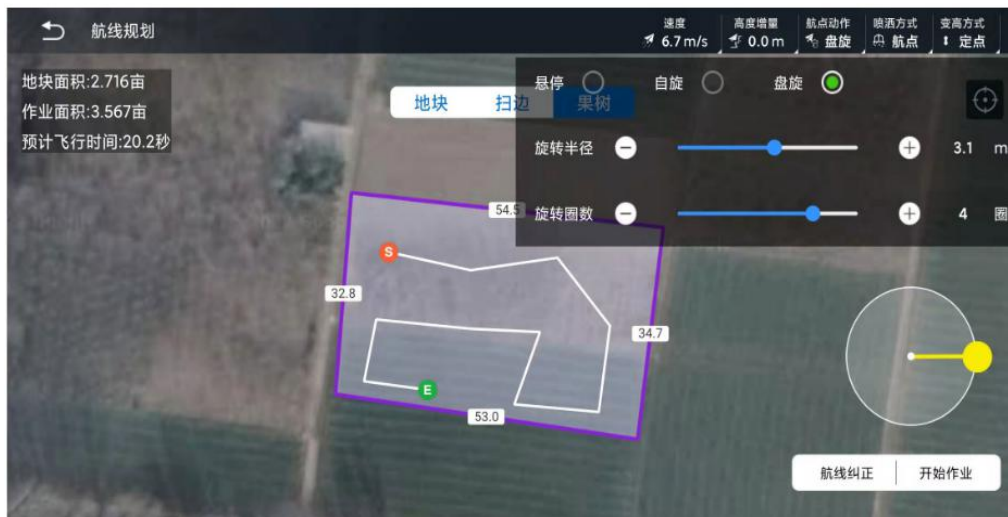 航线规划
速度 高度增量 航点动作 喷洒方式 变高方式
6.7 m/s 0.0 m 盘旋 航点 定点
地块面积:2.716亩
作业面积:3.567亩
预计飞行时间:20.2秒
地块 扫边 果树
悬停 自旋 盘旋
旋转半径 3.1 m
旋转圈数 4 圈
54.5
S
32.8
34.7
E
53.0
航线纠正 开始作业